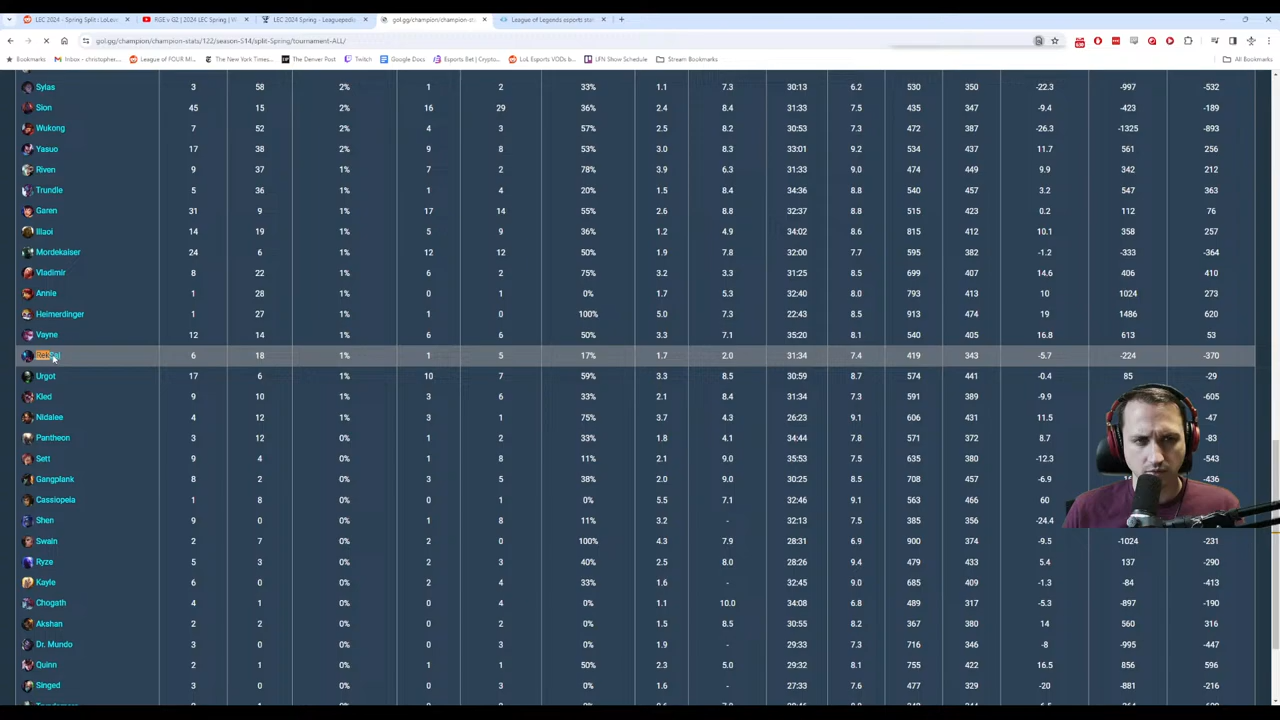 LEC 2024 - Spring Split : LoLeve
RGE v G2 | 2024 LEC Spring | V
LEC 2024 Spring - Leaguepedia
gol.gg/champion/champion-st
League of Legends esports stat
gol.gg/champion/champion-stats/122/season-S14/split-Spring/tournament-ALL/
Bookmarks Inbox - christopher... League of FOUR MI... The New York Times... The Denver Post Twitch Google Docs Esports Bet | Crypto... LoL Esports VODs b... LFN Show Schedule Stream Bookmarks All Bookmarks
Sylas 3 58 2% 1 2 33% 1.1 7.3 30:13 6.2 530 350 -22.3 -997 -532
Sion 45 15 2% 16 29 36% 2.4 8.4 31:33 7.5 435 347 -9.4 -423 -189
Wukong 7 52 2% 4 3 57% 2.5 8.2 30:53 7.3 472 387 -26.3 -1325 -893
Yasuo 17 38 2% 9 8 53% 3.0 8.3 33:01 9.2 534 437 11.7 561 256
Riven 9 37 1% 7 2 78% 3.9 6.3 31:33 9.0 474 449 9.9 342 212
Trundle 5 36 1% 1 4 20% 1.5 8.4 34:36 8.8 540 457 3.2 547 363
Garen 31 9 1% 17 14 55% 2.6 8.8 32:37 8.8 515 423 0.2 112 76
Illaoi 14 19 1% 5 9 36% 1.2 4.9 34:02 8.6 815 412 10.1 358 257
Mordekaiser 24 6 1% 12 12 50% 1.9 7.8 32:00 7.7 595 382 -1.2 -333 -364
Vladimir 8 22 1% 6 2 75% 3.2 3.3 31:25 8.5 699 407 14.6 406 410
Annie 1 28 1% 0 1 0% 1.7 5.3 32:40 8.0 793 413 10 1024 273
Heimerdinger 1 27 1% 1 0 100% 5.0 7.3 22:43 8.5 913 474 19 1486 620
Vayne 12 14 1% 6 6 50% 3.3 7.1 35:20 8.1 540 405 16.8 613 53
6 18 1% 1 5 17% 1.7 2.0 31:34 7.4 419 343 -5.7 -224 -370
Urgot 17 6 1% 10 7 59% 3.3 8.5 30:59 8.7 574 441 -0.4 85 -29
Kled 9 10 1% 3 6 33% 2.1 8.4 31:34 7.3 591 389 -9.9 -605
Nidalee 4 12 1% 3 1 75% 3.7 4.3 26:23 9.1 606 431 11.5 -47
Pantheon 3 12 0% 1 2 33% 1.8 4.1 34:44 7.8 571 372 8.7 -83
Sett 9 4 0% 1 8 11% 2.1 9.0 35:53 7.5 635 380 -12.3 -543
Gangplank 8 2 0% 3 5 38% 2.0 9.0 30:25 8.5 708 457 -6.9 -436
Cassiopeia 1 8 0% 0 1 0% 5.5 7.1 32:46 9.1 563 466 60
Shen 9 0 0% 1 8 11% 3.2 - 32:13 7.5 385 356 -24.4
Swain 2 7 0% 2 0 100% 4.3 7.9 28:31 6.9 900 374 -9.5 -1024 -231
Ryze 5 3 0% 2 3 40% 2.5 8.0 28:26 9.4 479 433 5.4 137 -290
Kayle 6 0 0% 2 4 33% 1.6 - 32:45 9.0 685 409 -1.3 -84 -413
Chogath 4 1 0% 0 4 0% 1.1 10.0 34:08 6.8 489 317 -5.3 -897 -190
Akshan 2 2 0% 0 2 0% 1.5 8.5 30:55 8.2 367 380 14 560 316
Dr. Mundo 3 0 0% 0 3 0% 1.9 - 29:33 7.3 716 346 -8 -995 -447
Quinn 2 1 0% 1 1 50% 2.3 5.0 29:32 8.1 755 422 16.5 856 596
Singed 3 0 0% 0 3 0% 1.6 - 27:33 7.6 477 329 -20 -881 -216